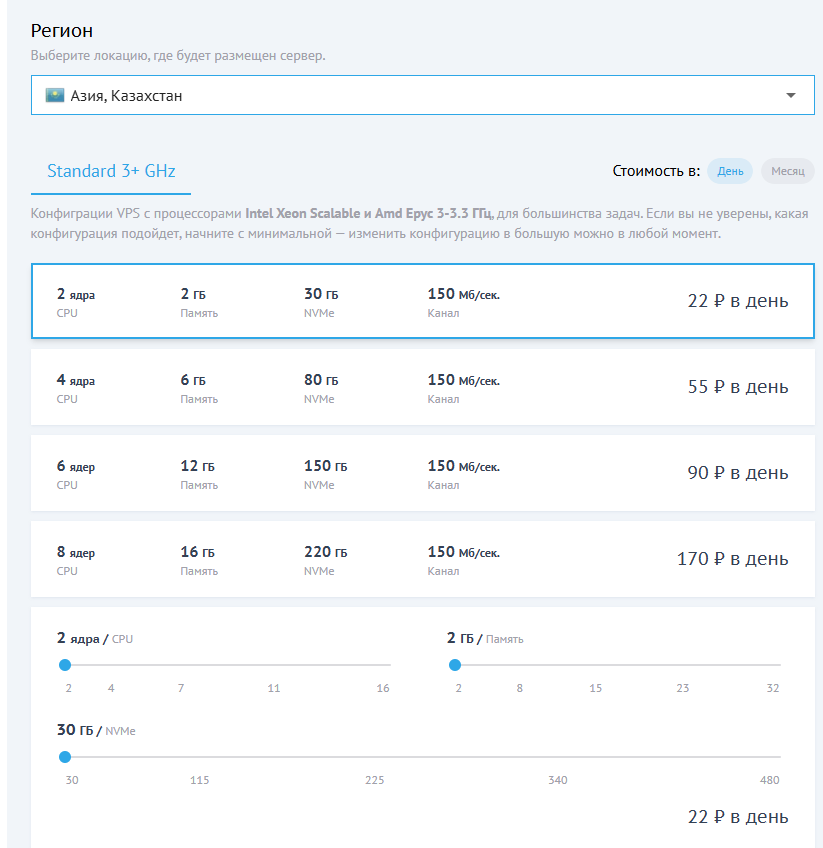 Регион
Выберите локацию, где будет размещен сервер.
Азия, Казахстан
Standard 3+ GHz
Стоимость в: День Месяц
Конфиграции VPS с процессорами Intel Xeon Scalable и Amd Epyc 3-3.3 ГГц, для большинства задач. Если вы не уверены, какая
конфигурация подойдет, начните с минимальной — изменить конфигурацию в большую можно в любой момент.
2 ядра 2 ГБ 30 ГБ 150 Мб/сек. 22 ₽ в день
CPU Память NVMe Канал
4 ядра 6 ГБ 80 ГБ 150 Мб/сек. 55 ₽ в день
CPU Память NVMe Канал
6 ядер 12 ГБ 150 ГБ 150 Мб/сек. 90 ₽ в день
CPU Память NVMe Канал
8 ядер 16 ГБ 220 ГБ 150 Мб/сек. 170 ₽ в день
CPU Память NVMe Канал
2 ядра / CPU 2 ГБ / Память
2 4 7 11 16 2 8 15 23 32
30 ГБ / NVMe
30 115 225 340 480
22 ₽ в день